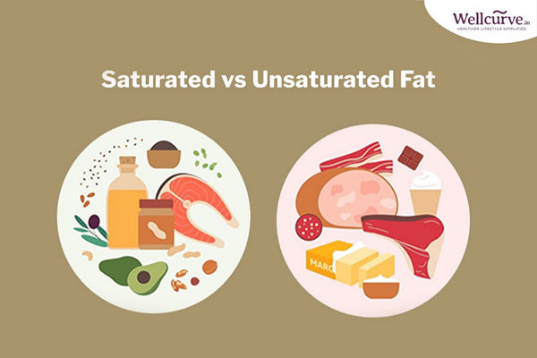 Wellcurve.in
HEALTHIER LIFESTYLE SIMPLIFIED
Saturated vs Unsaturated Fat
MARG